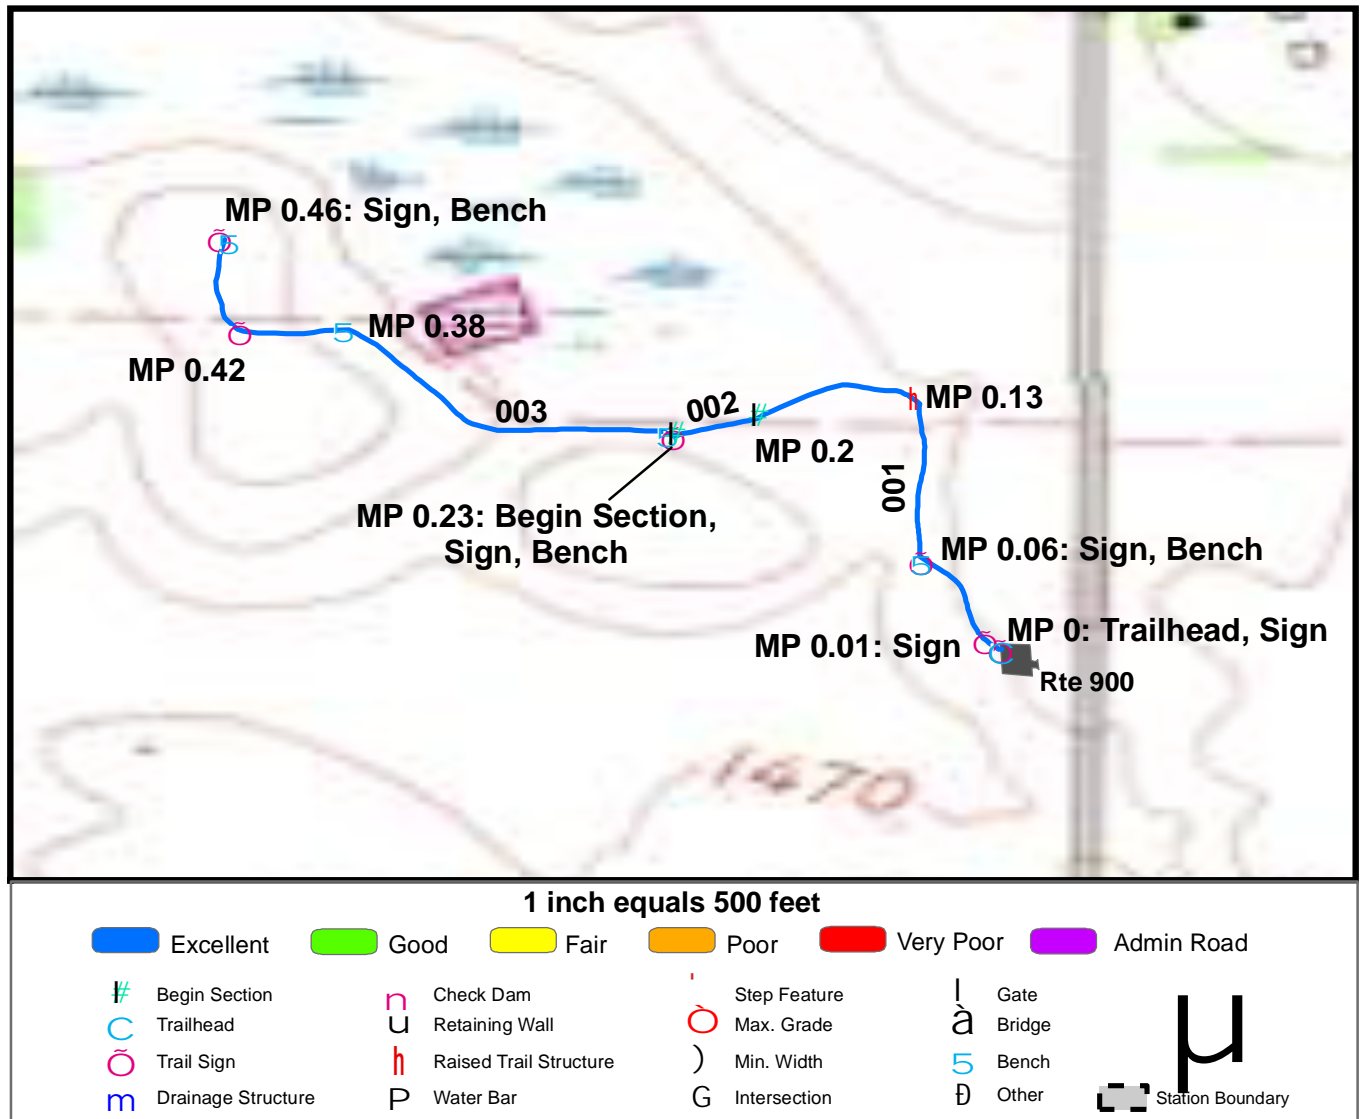 MP 0.46: Sign, Bench
MP 0.38
MP 0.42
003
002
MP 0.13
MP 0.2
001
MP 0.23: Begin Section,
Sign, Bench
MP 0.06: Sign, Bench
MP 0: Trailhead, Sign
MP 0.01: Sign
Rte 900
1470
1 inch equals 500 feet
Excellent Good Fair Poor Very Poor Admin Road
# Begin Section n Check Dam ' Step Feature I Gate
C Trailhead u Retaining Wall Ò Max. Grade à Bridge
Õ Trail Sign h Raised Trail Structure ) Min. Width 5 Bench
m Drainage Structure P Water Bar G Intersection Ð Other
µ
Station Boundary